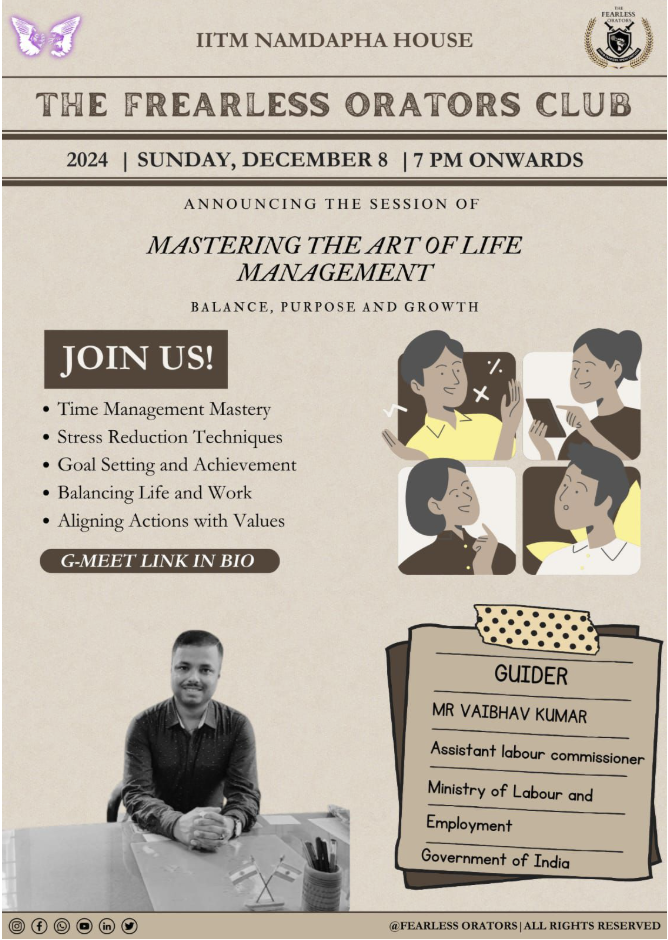 THE
FEARLESS
ORATORS
IITM NAMDAPHA HOUSE
THE FREARLESS ORATORS CLUB
2024 | SUNDAY, DECEMBER 8 | 7 PM ONWARDS
ANNOUNCING THE SESSION OF
MASTERING THE ART OF LIFE
MANAGEMENT
BALANCE, PURPOSE AND GROWTH
JOIN US!
• Time Management Mastery
• Stress Reduction Techniques
• Goal Setting and Achievement
• Balancing Life and Work
• Aligning Actions with Values
G-MEET LINK IN BIO
GUIDER
MR VAIBHAV KUMAR
Assistant labour commissioner
Ministry of Labour and
Employment
Government of India
@FEARLESS ORATORS| ALL RIGHTS RESERVED